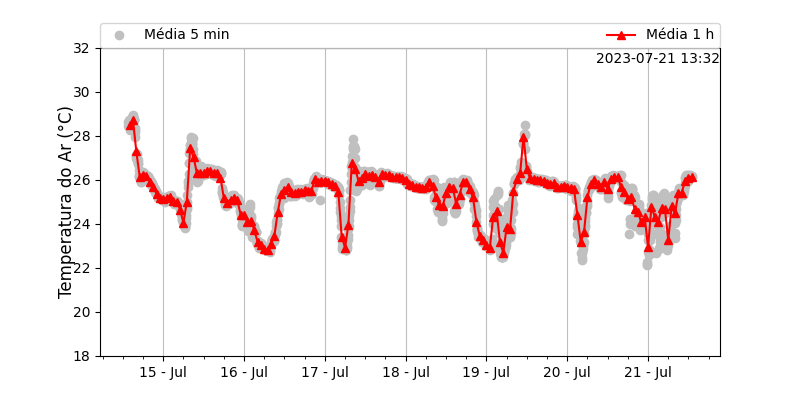 Média 5 min
Média 1 h
2023-07-21 13:32
Temperatura do Ar (°C)
32
30
28
26
24
22
20
18
15 - Jul
16 - Jul
17 - Jul
18 - Jul
19 - Jul
20 - Jul
21 - Jul